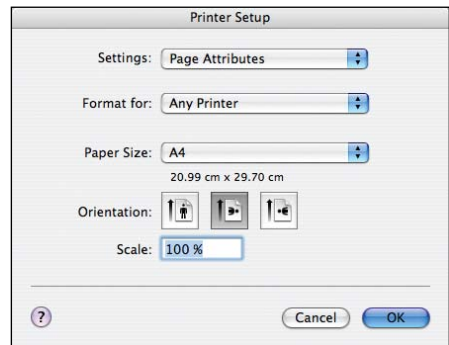 Printer Setup
Settings: Page Attributes
Format for: Any Printer
Paper Size: A4
20.99 cm x 29.70 cm
Orientation:
Scale: 100 %
? Cancel OK